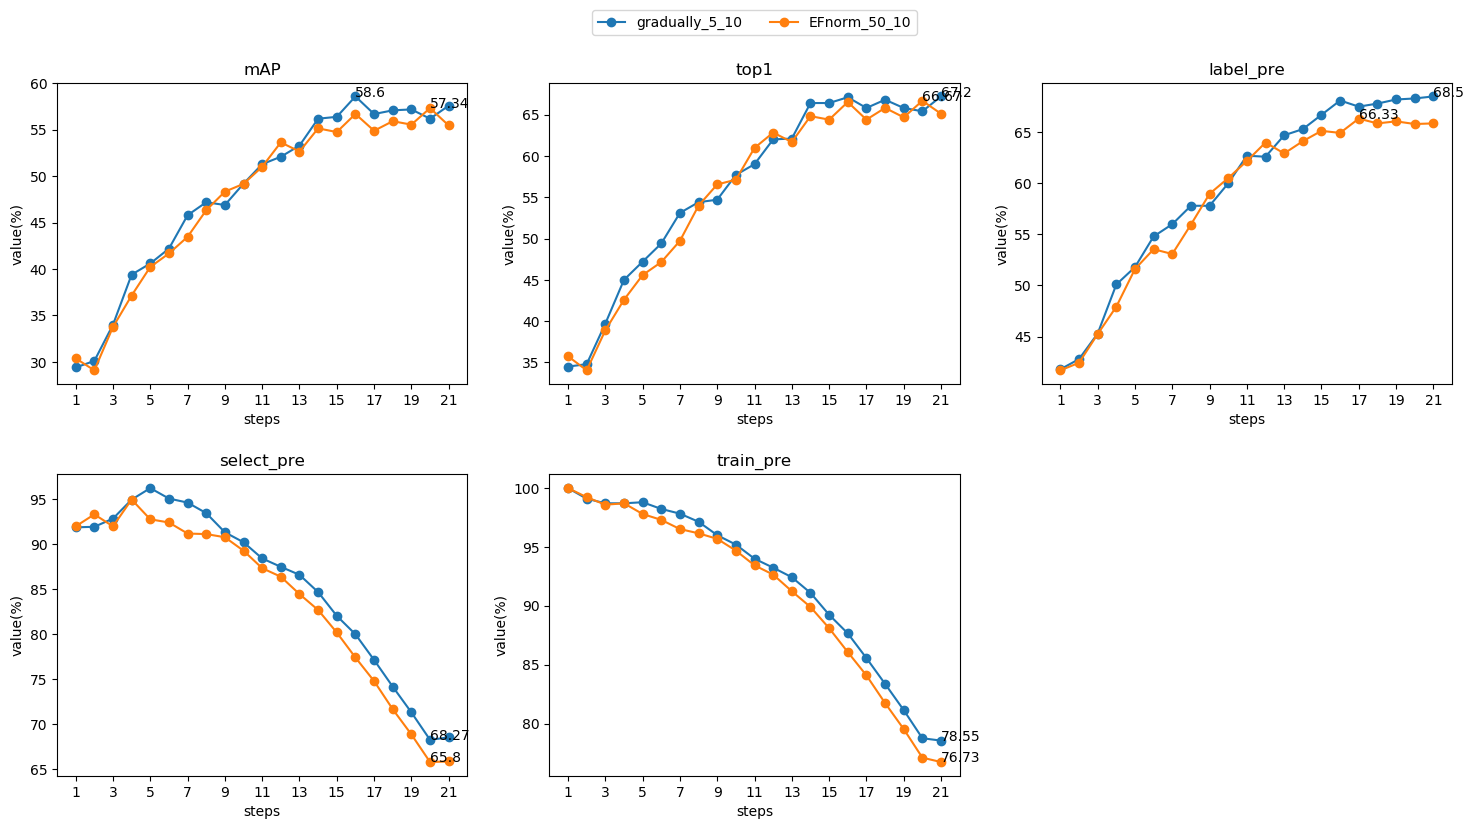 gradually_5_10 EFnorm_50_10
mAP
60
55
50
45
40
35
30
value(%)
58.6
57.34
1 3 5 7 9 11 13 15 17 19 21
steps
top1
65
60
55
50
45
40
35
value(%)
67.2
66.67
1 3 5 7 9 11 13 15 17 19 21
steps
label_pre
65
60
55
50
45
value(%)
68.5
66.33
1 3 5 7 9 11 13 15 17 19 21
steps
select_pre
95
90
85
80
75
70
65
value(%)
68.27
65.8
1 3 5 7 9 11 13 15 17 19 21
steps
train_pre
100
95
90
85
80
value(%)
78.55
76.73
1 3 5 7 9 11 13 15 17 19 21
steps